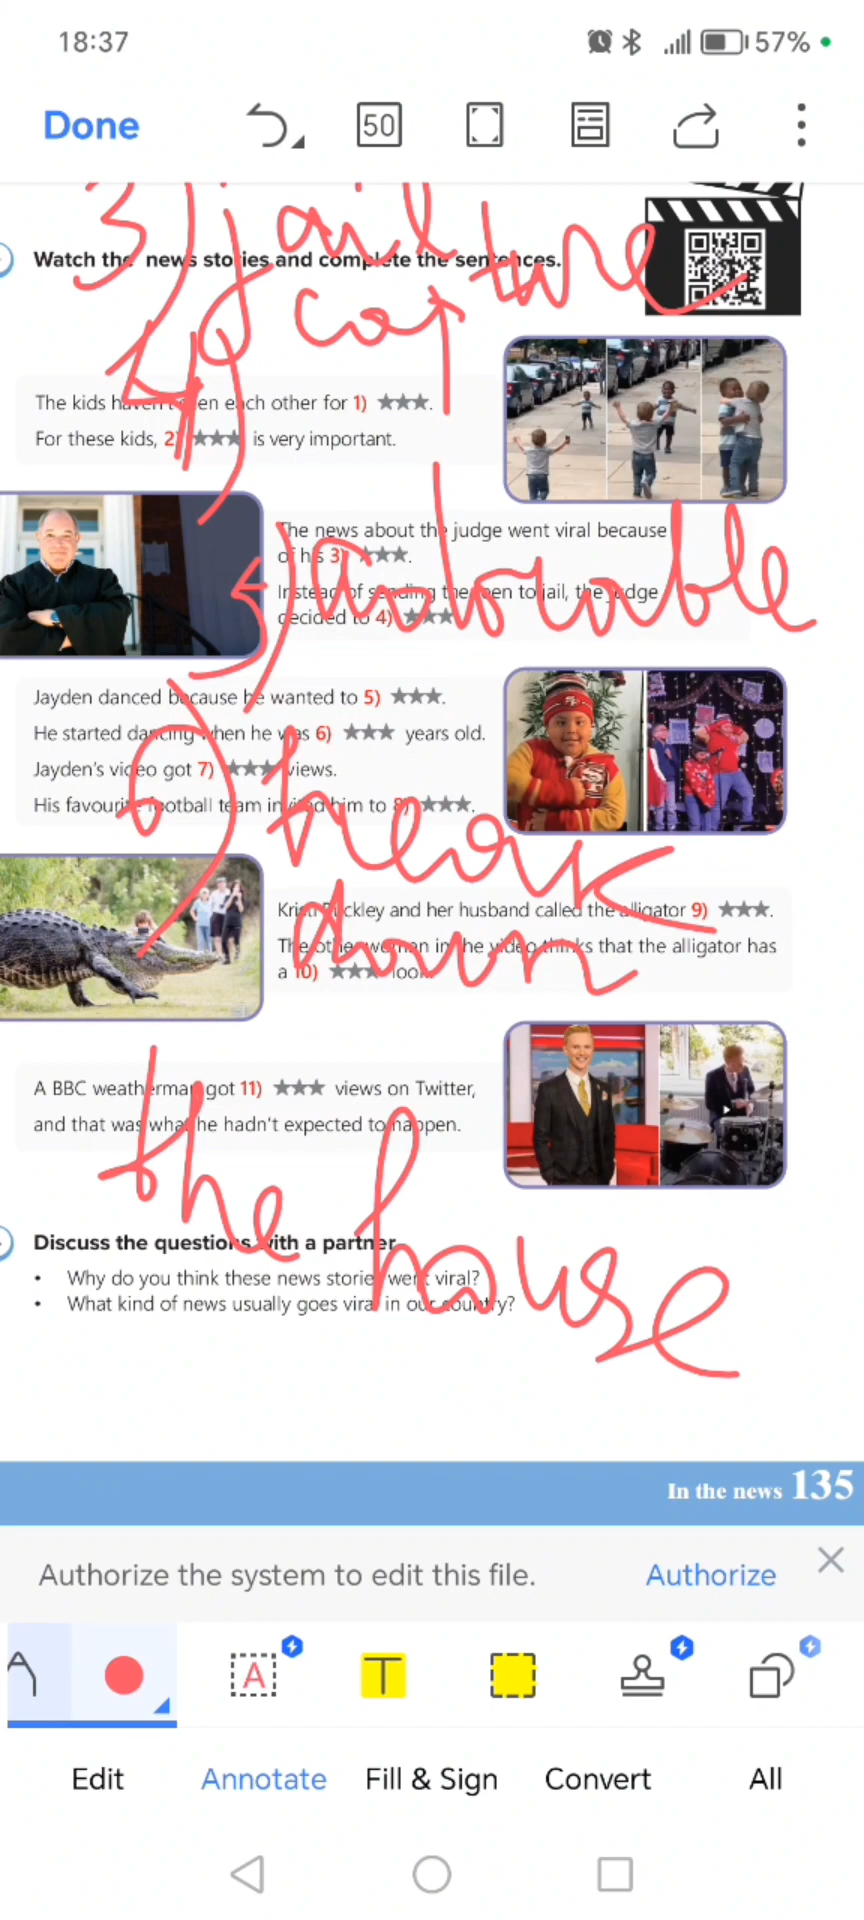 18:37
57%
Done
50
3) jail
Watch the news stories and complete the sentences.
4) capture
The kids haven't seen each other for 1) ★★★.
For these kids, 2) ★★★ is very important.
The news about the judge went viral because
of his 3) ★★★.
5) adorable
Instead of sending the teen to jail, the judge
decided to 4) ★★★
Jayden danced because he wanted to 5) ★★★.
He started dancing when he was 6) ★★★ years old.
Jayden's video got 7) ★★★ views.
His favourite football team invited him to 8) ★★★.
6) break
down
Kristi Buckley and her husband called the alligator 9) ★★★.
The other woman in the video thinks that the alligator has
a 10) ★★★ look.
A BBC weatherman got 11) ★★★ views on Twitter,
and that was what he hadn't expected to happen.
the house
Discuss the questions with a partner.
• Why do you think these news stories went viral?
• What kind of news usually goes viral in our country?
In the news 135
Authorize the system to edit this file.
Authorize
A
T
Edit
Annotate
Fill & Sign
Convert
All